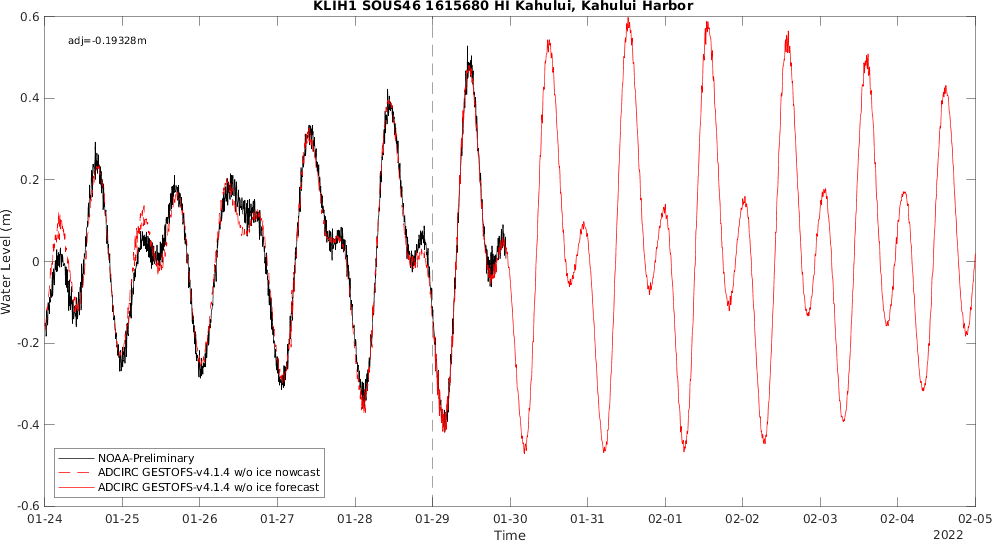 KLIH1 SOUS46 1615680 HI Kahului, Kahului Harbor
adj=-0.19328m
0.6
0.4
0.2
0
-0.2
-0.4
-0.6
Water Level (m)
NOAA-Preliminary
ADCIRC GESTOFS-v4.1.4 w/o ice nowcast
ADCIRC GESTOFS-v4.1.4 w/o ice forecast
01-24 01-25 01-26 01-27 01-28 01-29 01-30 01-31 02-01 02-02 02-03 02-04 02-05
Time
2022